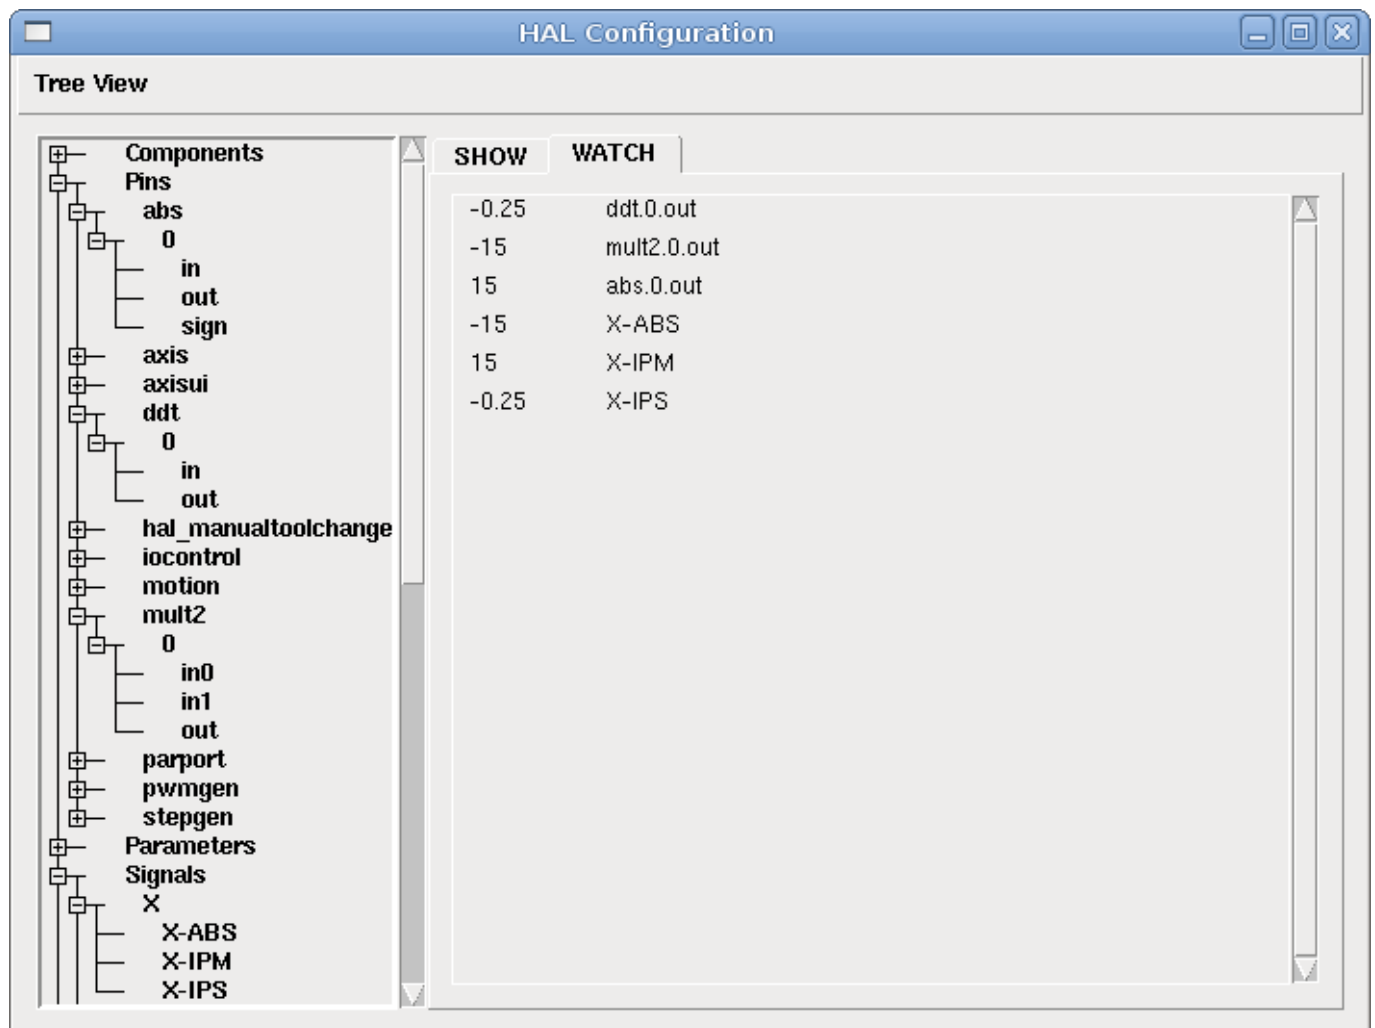 HAL Configuration
Tree View
Components
Pins
abs
0
in
out
sign
axis
axisui
ddt
0
in
out
hal_manualtoolchange
iocontrol
motion
mult2
0
in0
in1
out
parport
pwmgen
stepgen
Parameters
Signals
X
X-ABS
X-IPM
X-IPS
SHOW WATCH
-0.25 ddt.0.out
-15 mult2.0.out
15 abs.0.out
-15 X-ABS
15 X-IPM
-0.25 X-IPS